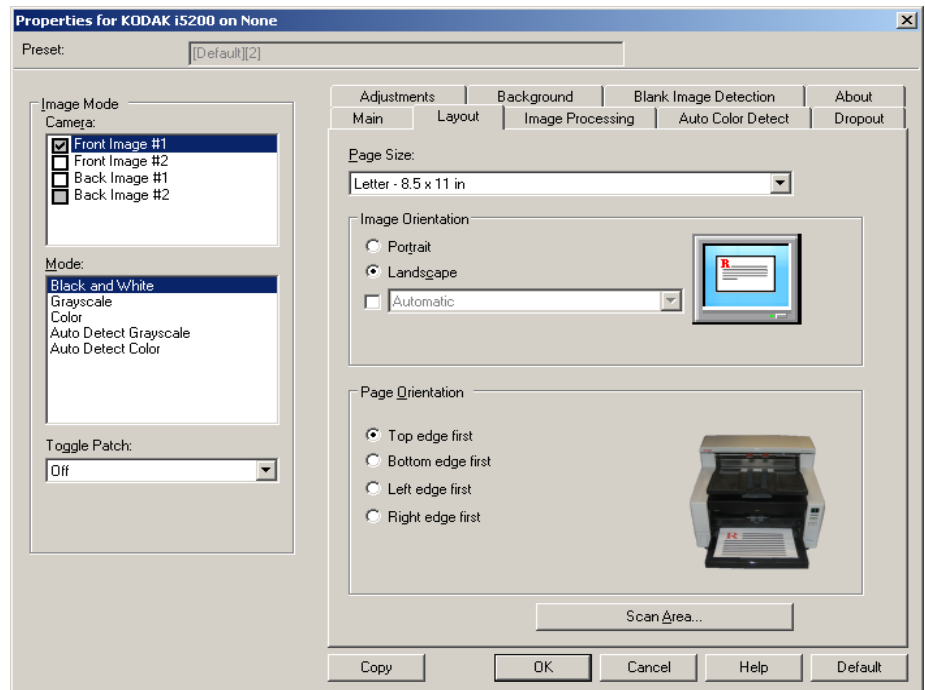 Properties for KODAK i5200 on None
Preset:
[Default][2]
Image Mode
Camera:
Front Image #1
Front Image #2
Back Image #1
Back Image #2
Mode:
Black and White
Grayscale
Color
Auto Detect Grayscale
Auto Detect Color
Toggle Patch:
Off
Adjustments Background Blank Image Detection About
Main Layout Image Processing Auto Color Detect Dropout
Page Size:
Letter - 8.5 x 11 in
Image Orientation
Portrait
Landscape
Automatic
R
Page Orientation
Top edge first
Bottom edge first
Left edge first
Right edge first
R
Scan Area...
Copy OK Cancel Help Default